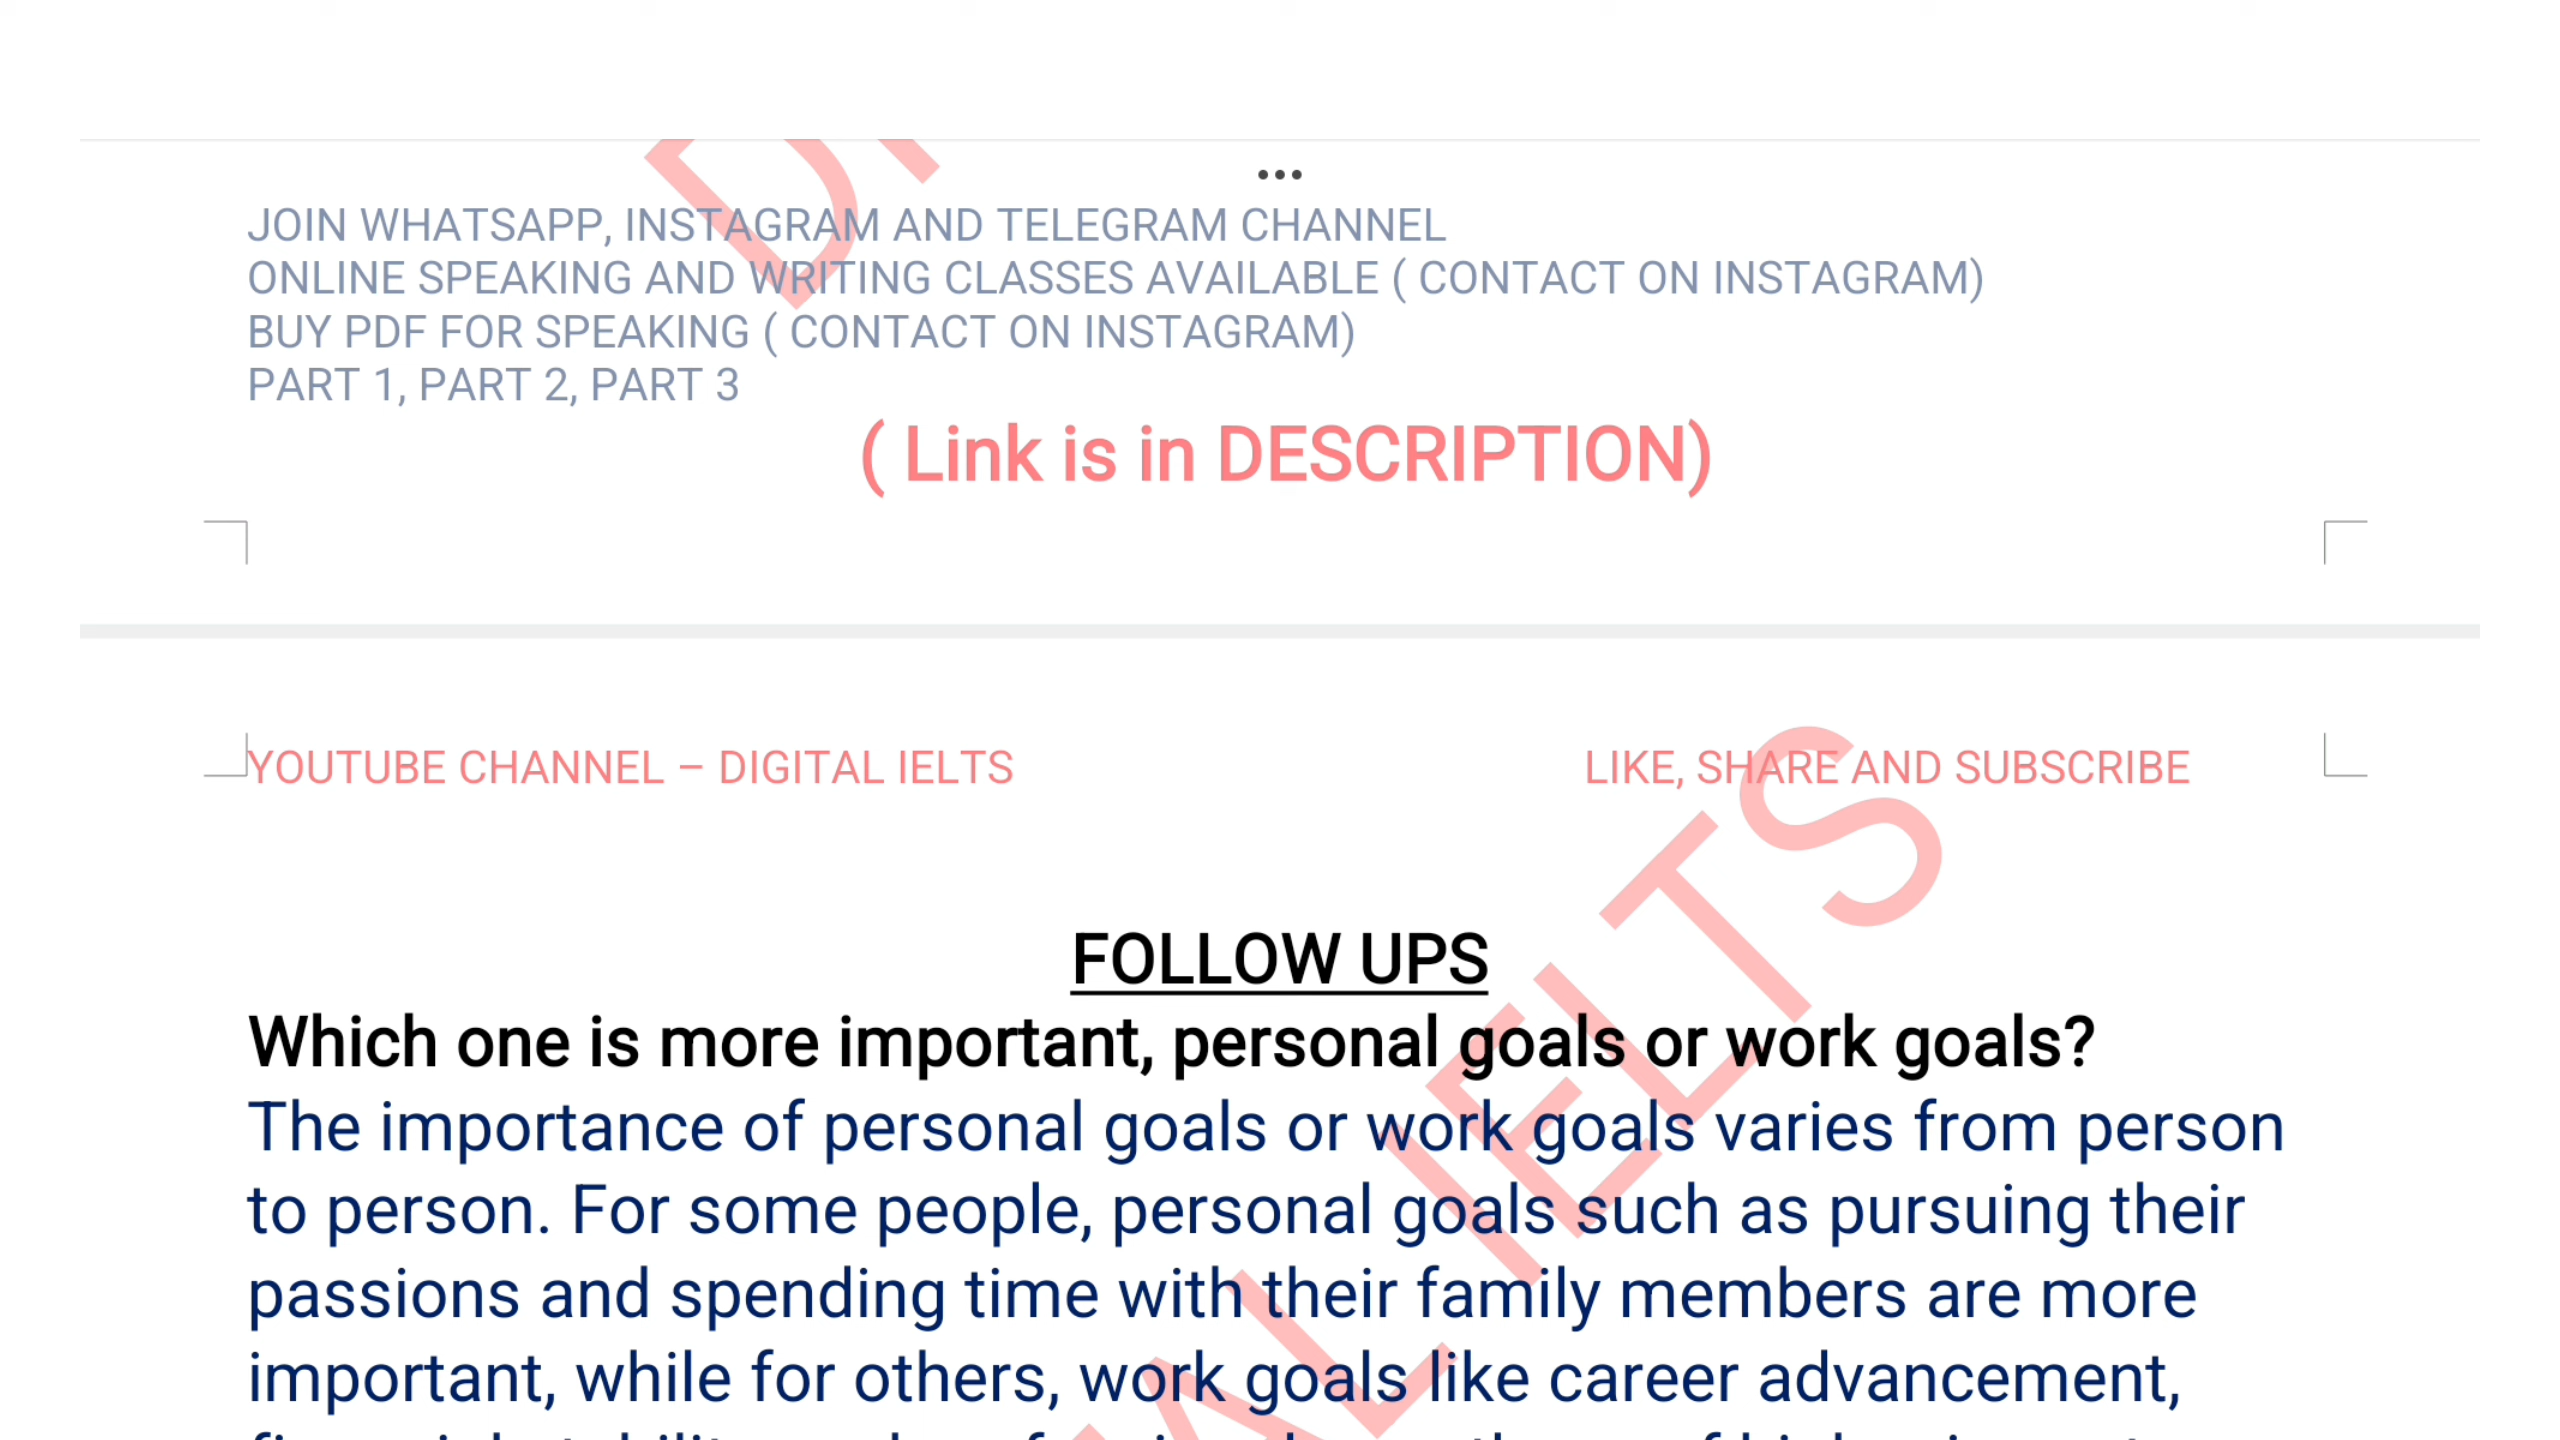 JOIN WHATSAPP, INSTAGRAM AND TELEGRAM CHANNEL
ONLINE SPEAKING AND WRITING CLASSES AVAILABLE ( CONTACT ON INSTAGRAM)
BUY PDF FOR SPEAKING ( CONTACT ON INSTAGRAM)
PART 1, PART 2, PART 3
( Link is in DESCRIPTION)
YOUTUBE CHANNEL – DIGITAL IELTS LIKE, SHARE AND SUBSCRIBE
FOLLOW UPS
Which one is more important, personal goals or work goals?
The importance of personal goals or work goals varies from person
to person. For some people, personal goals such as pursuing their
passions and spending time with their family members are more
important, while for others, work goals like career advancement,
IELTS